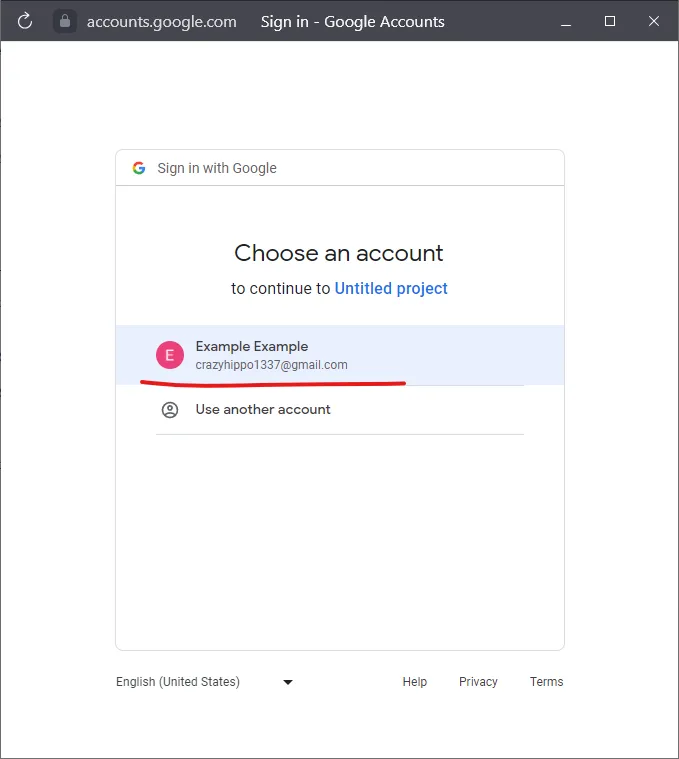 accounts.google.com Sign in - Google Accounts
Sign in with Google
Choose an account
to continue to Untitled project
E
Example Example
crazyhippo1337@gmail.com
Use another account
English (United States) Help Privacy Terms